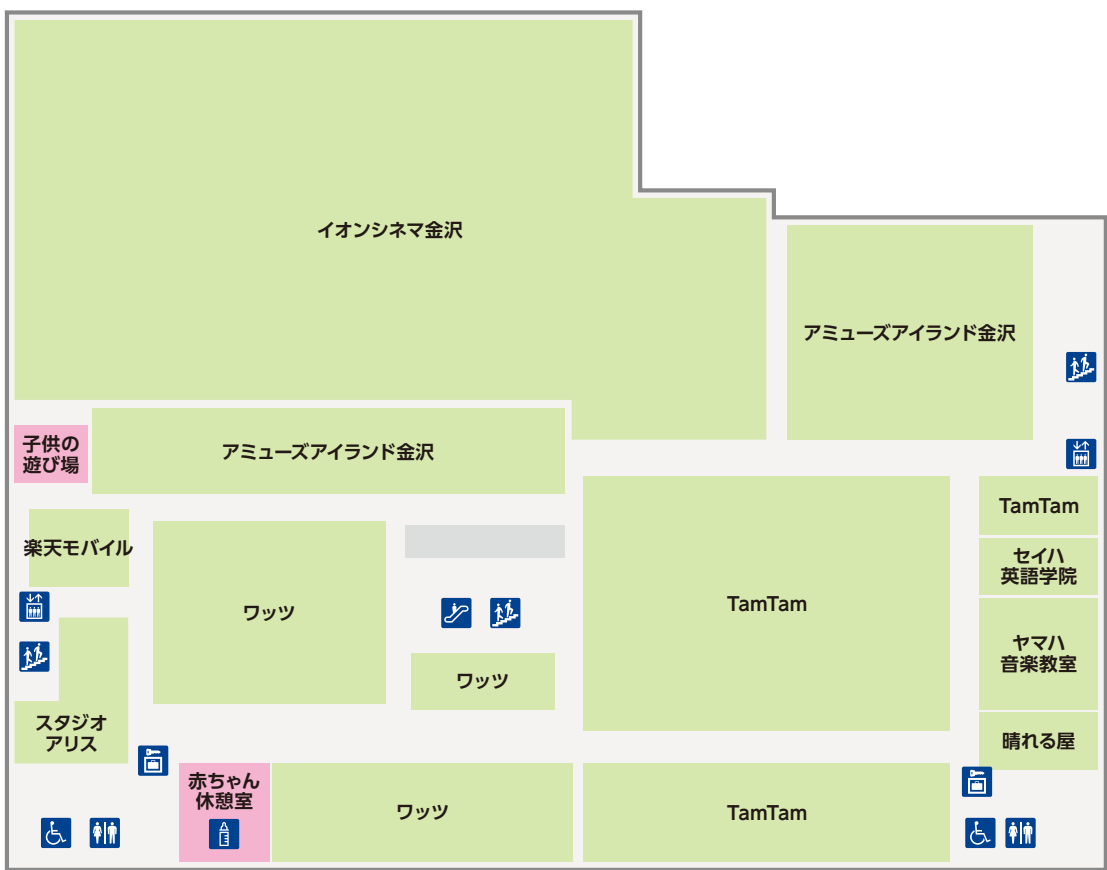 イオンシネマ金沢
アミューズアイランド金沢
子供の
遊び場
アミューズアイランド金沢
楽天モバイル
ワッツ
TamTam
TamTam
セイハ
英語学院
ヤマハ
音楽教室
ワッツ
スタジオ
アリス
晴れる屋
赤ちゃん
休憩室
ワッツ
TamTam